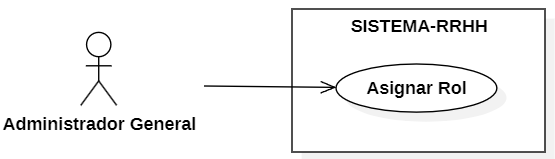 SISTEMA-RRHH
Asignar Rol
Administrador General